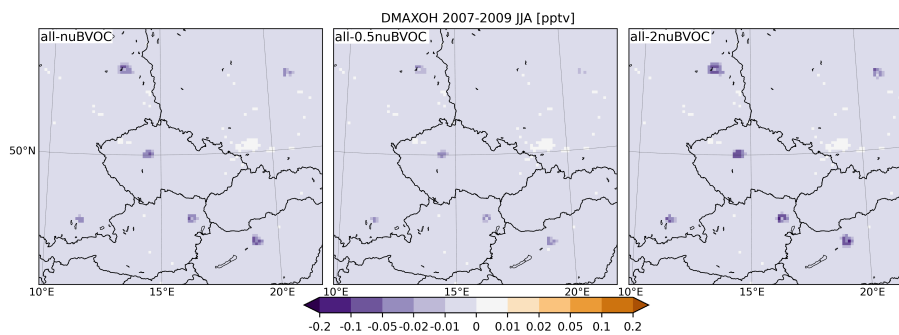 DMAXOH 2007-2009 JJA [pptv]
all-nuBVOC
all-0.5nuBVOC
all-2nuBVOC
50°N
10°E 15°E 20°E 10°E 15°E 20°E 10°E 15°E 20°E
-0.2 -0.1 -0.05 -0.02 -0.01 0 0.01 0.02 0.05 0.1 0.2